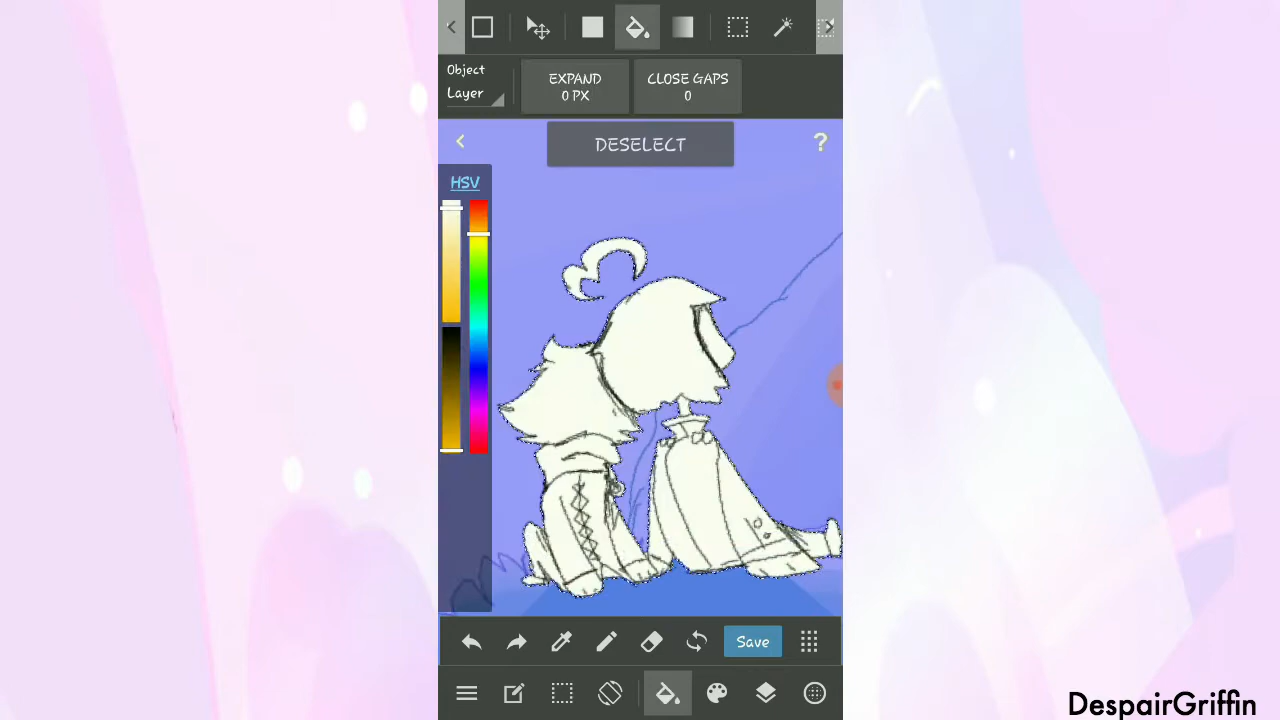 Object
Layer
EXPAND
0 PX
CLOSE GAPS
0
DESELECT
?
HSV
Save
DespairGriffin